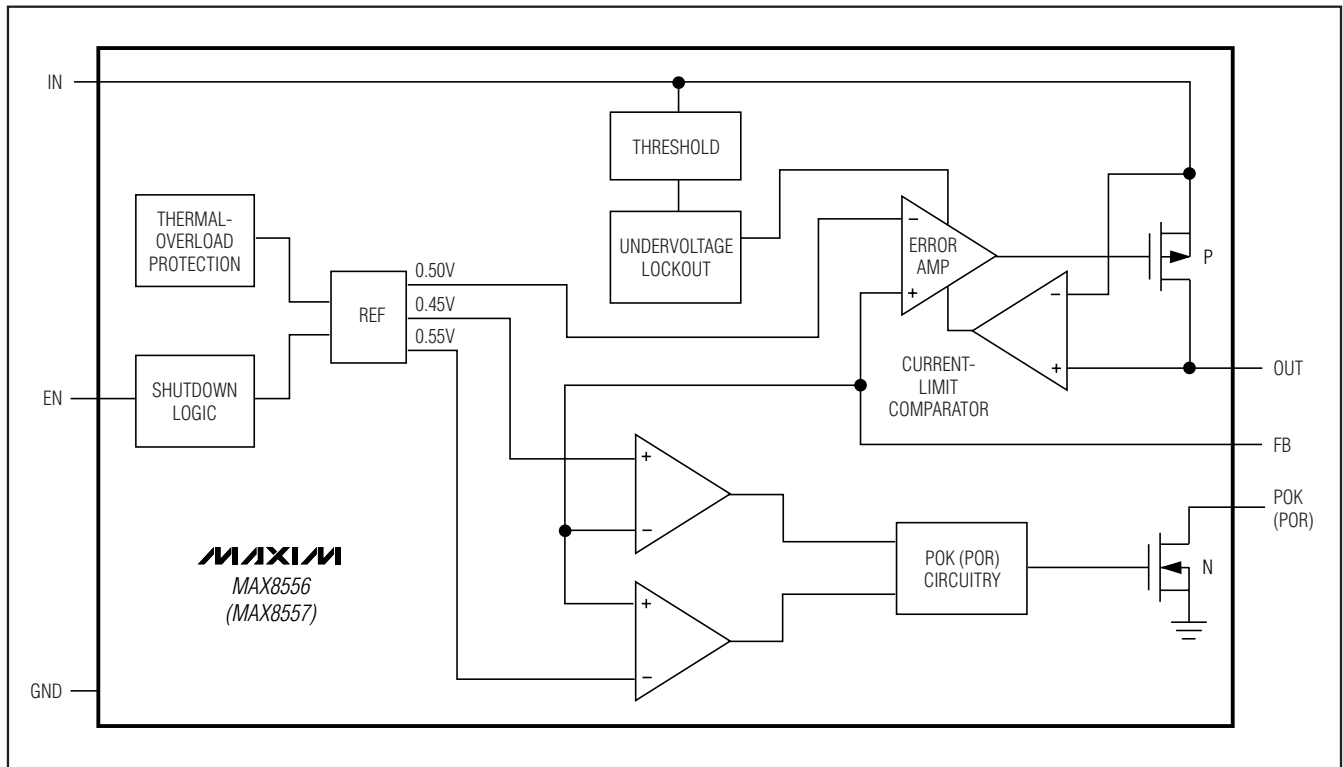 IN
THRESHOLD
THERMAL-
OVERLOAD
PROTECTION
UNDERVOLTAGE
LOCKOUT
−
ERROR
AMP
+
P
0.50V
0.45V
0.55V
REF
−
+
CURRENT-
LIMIT
COMPARATOR
OUT
EN
SHUTDOWN
LOGIC
FB
+
−
POK
(POR)
POK (POR)
CIRCUITRY
N
MAXIM
MAX8556
(MAX8557)
+
−
GND